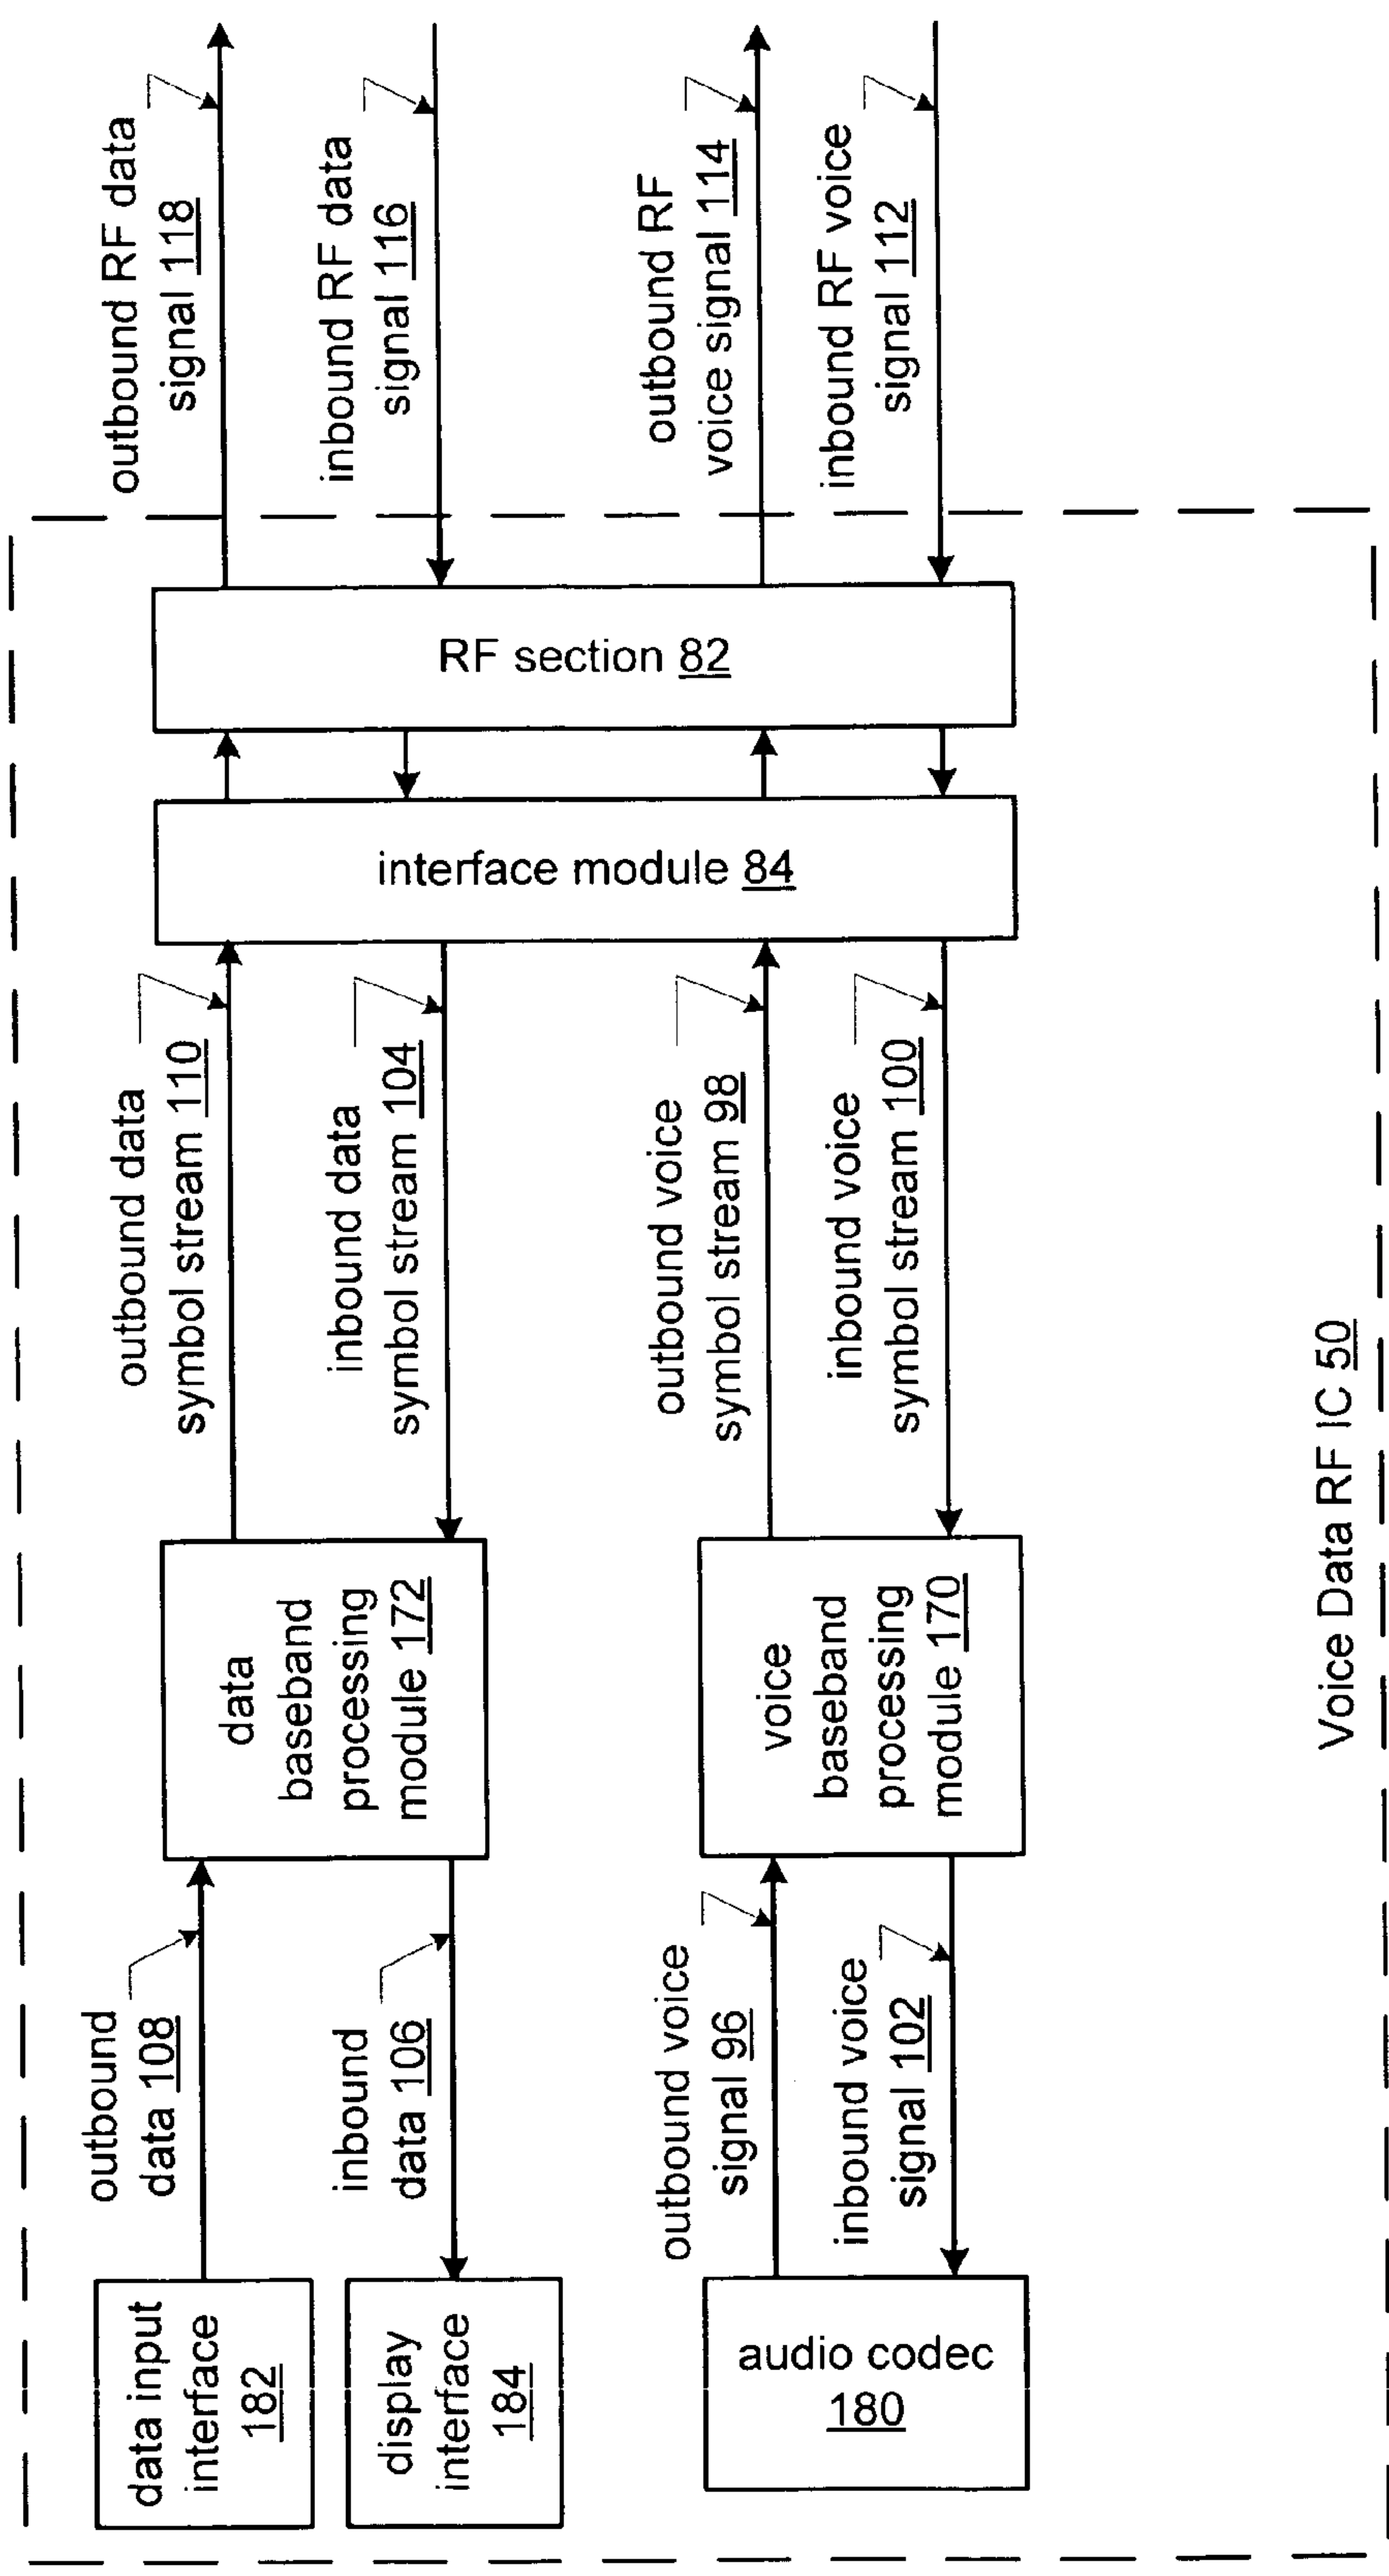 data input
interface
182
display
interface
184
audio codec
180
outbound
data 108
inbound
data 106
outbound voice
signal 96
inbound voice
signal 102
data
baseband
processing
module 172
voice
baseband
processing
module 170
outbound data
symbol stream 110
inbound data
symbol stream 104
outbound voice
symbol stream 98
inbound voice
symbol stream 100
interface module 84
RF section 82
outbound RF data
signal 118
inbound RF data
signal 116
outbound RF
voice signal 114
inbound RF voice
signal 112
Voice Data RF IC 50